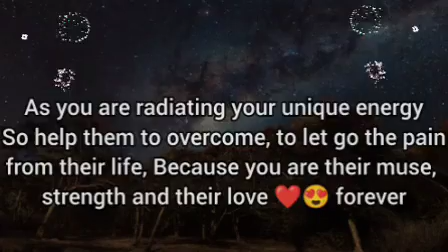 As you are radiating your unique energy
So help them to overcome, to let go the pain
from their life, Because you are their muse,
strength and their love ❤️😍 forever